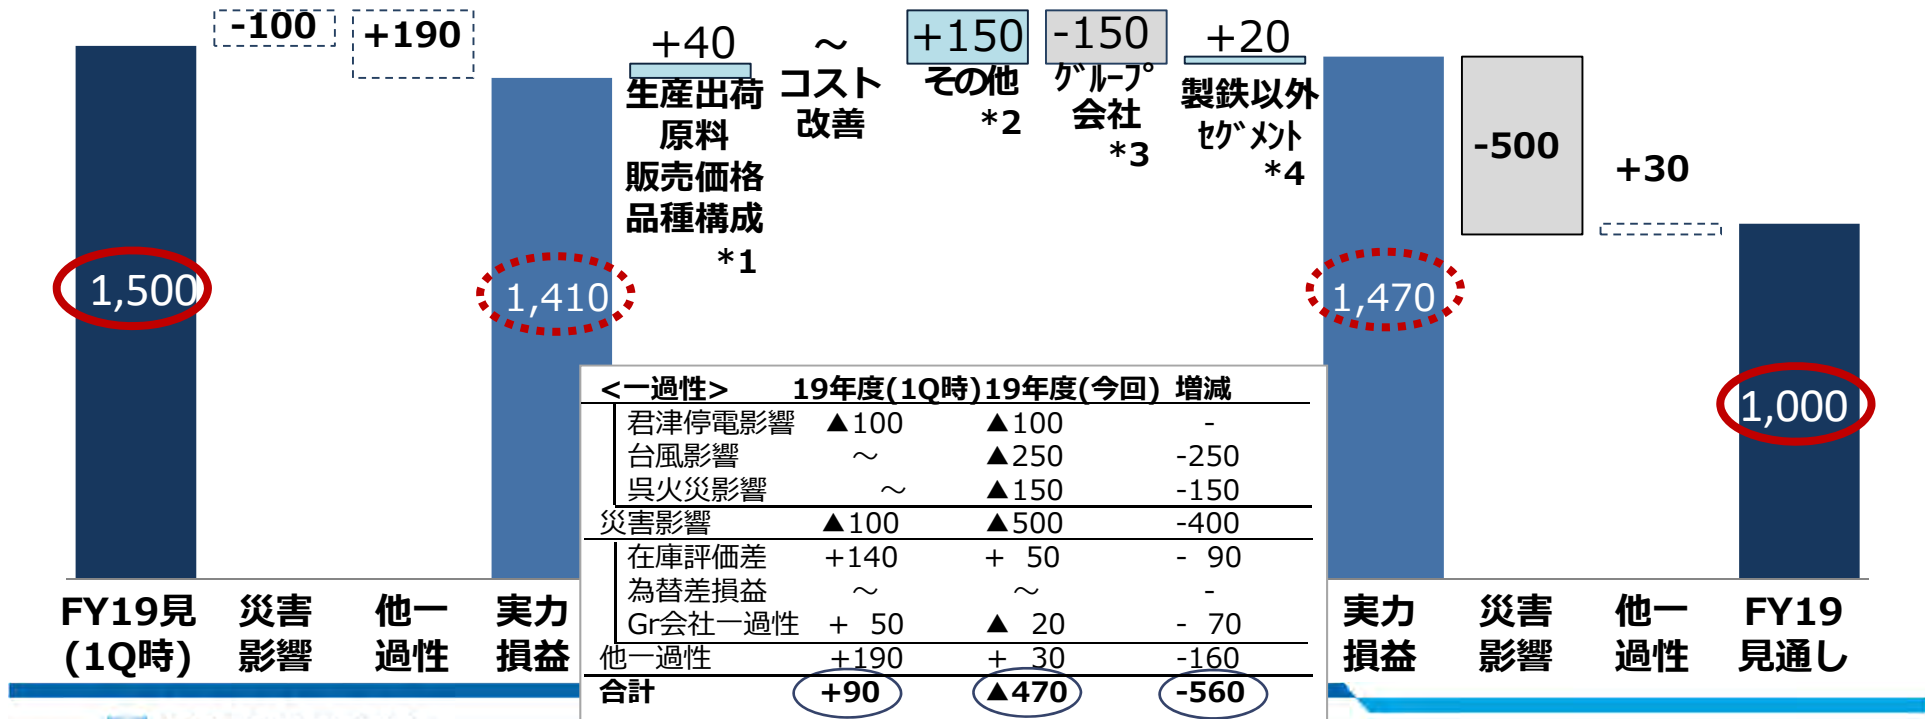 -100
+190
+40
～
+150
-150
+20
生産出荷
原料
販売価格
品種構成
*1
コスト
改善
その他
*2
ｸﾞﾙｰﾌﾟ
会社
*3
製鉄以外
ｾｸﾞﾒﾝﾄ
*4
-500
+30
1,500
1,410
1,470
1,000
<一過性> 19年度(1Q時) 19年度(今回) 増減
君津停電影響 ▲100 ▲100 -
台風影響 ～ ▲250 -250
呉火災影響 ～ ▲150 -150
災害影響 ▲100 ▲500 -400
在庫評価差 +140 + 50 - 90
為替差損益 ～ ～ -
Gr会社一過性 + 50 ▲ 20 - 70
他一過性 +190 + 30 -160
合計 +90 ▲470 -560
FY19見
(1Q時)
災害
影響
他一
過性
実力
損益
実力
損益
災害
影響
他一
過性
FY19
見通し